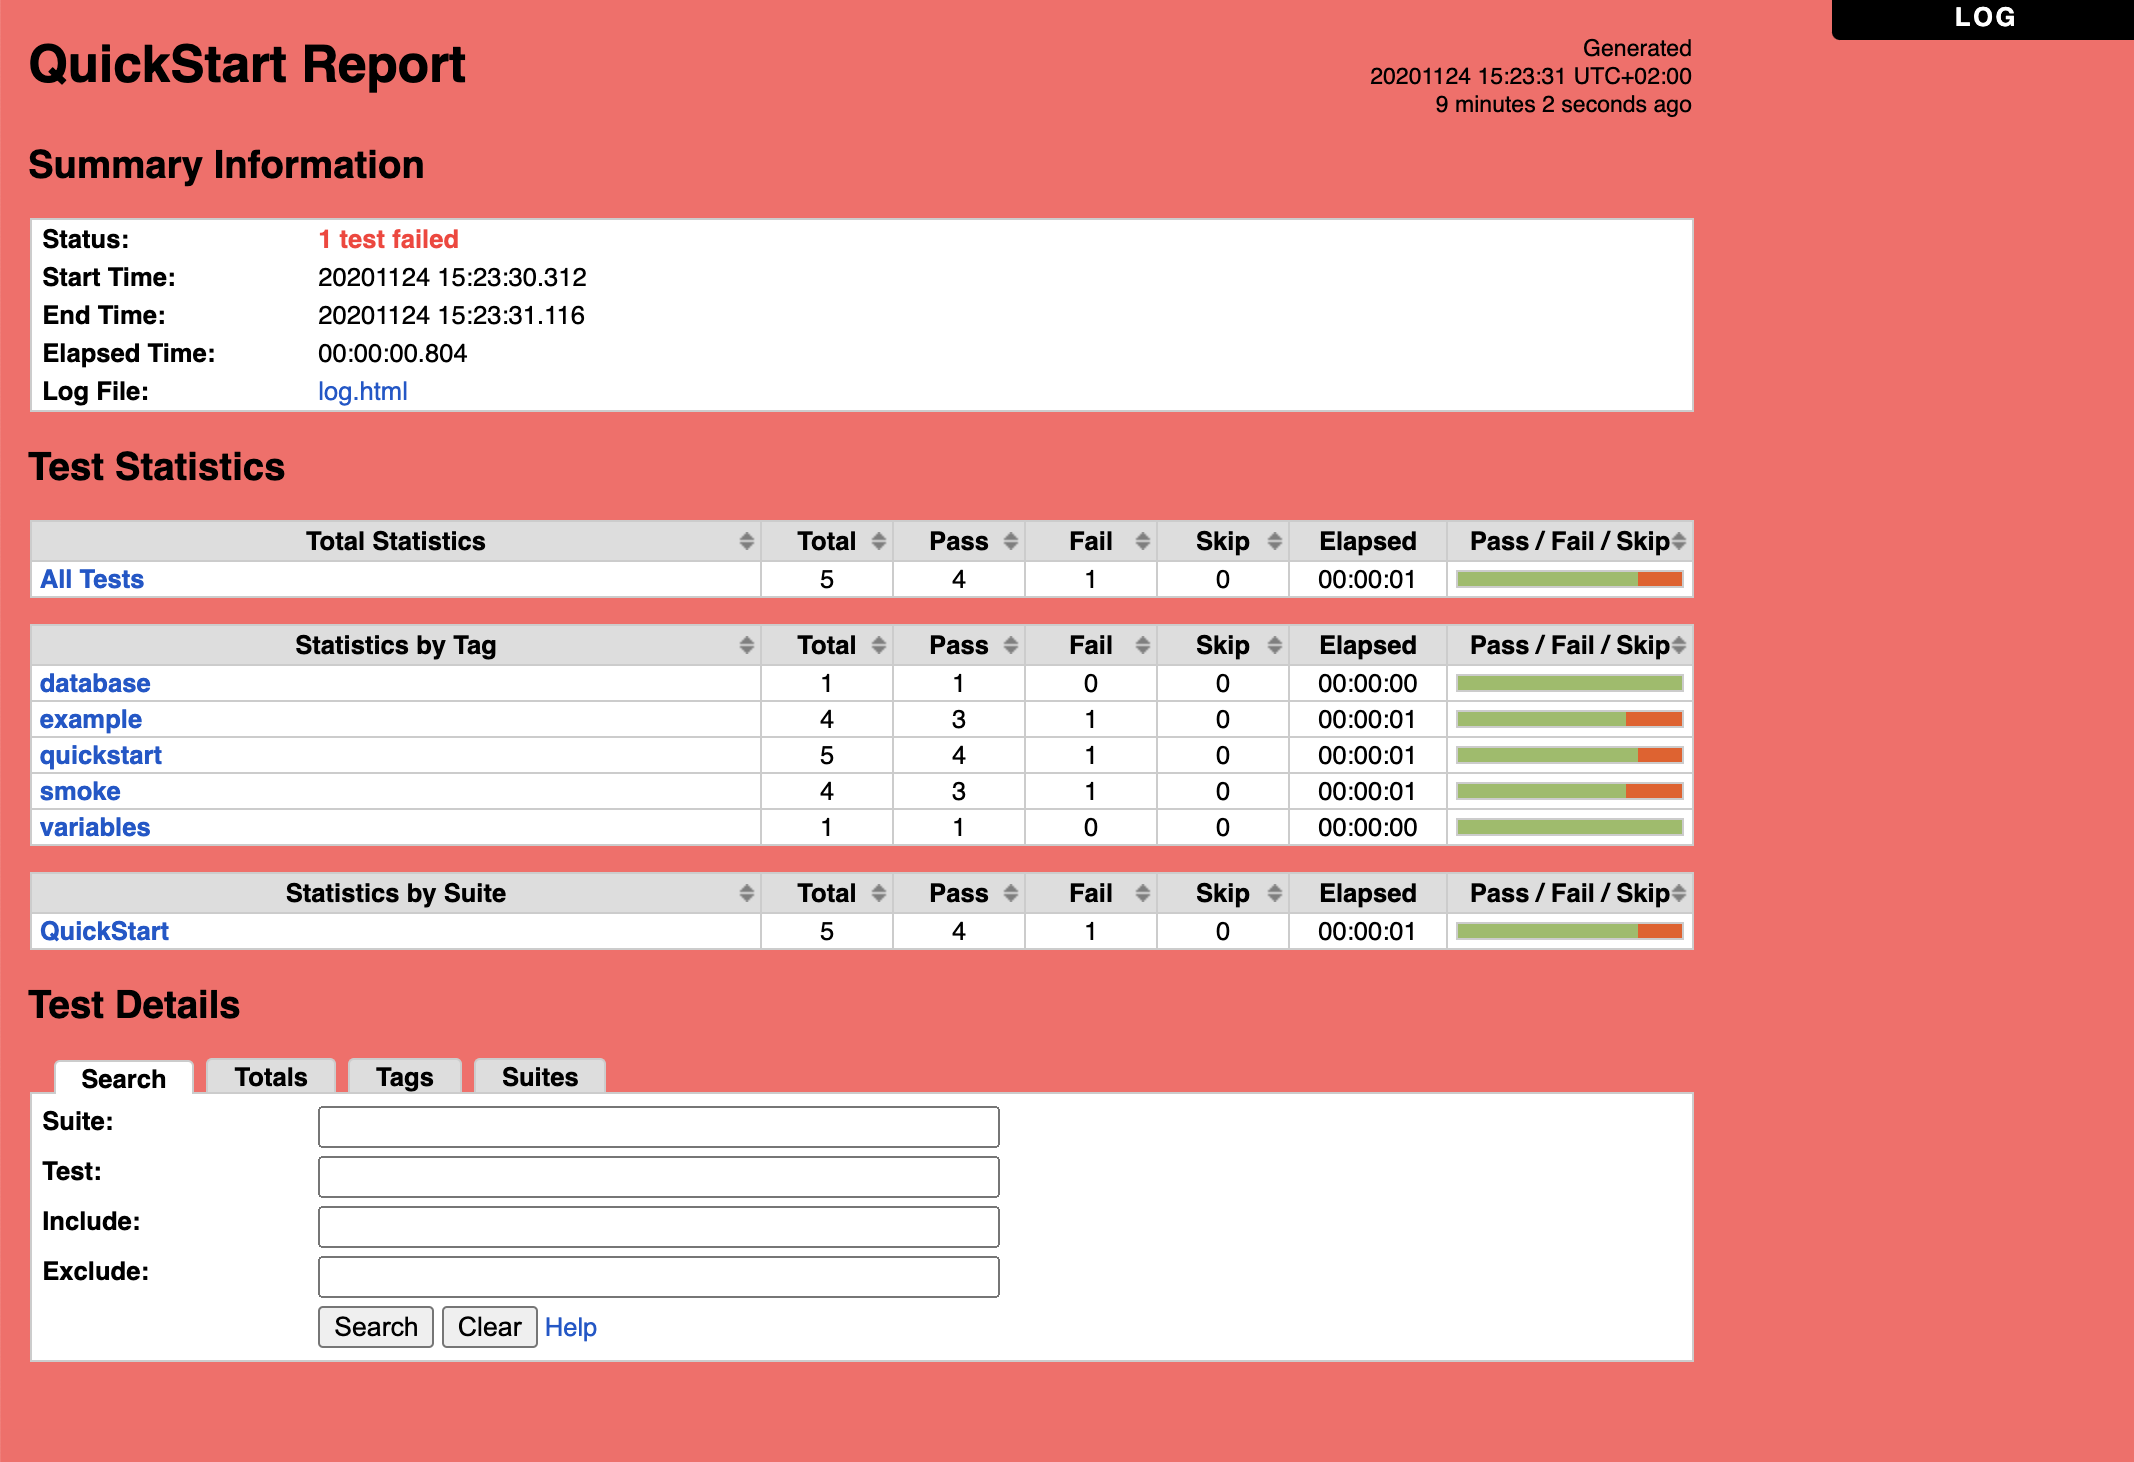 LOG
QuickStart Report
Generated
20201124 15:23:31 UTC+02:00
9 minutes 2 seconds ago
Summary Information
Status: 1 test failed
Start Time: 20201124 15:23:30.312
End Time: 20201124 15:23:31.116
Elapsed Time: 00:00:00.804
Log File: log.html
Test Statistics
Total Statistics Total Pass Fail Skip Elapsed Pass / Fail / Skip
All Tests 5 4 1 0 00:00:01
Statistics by Tag Total Pass Fail Skip Elapsed Pass / Fail / Skip
database 1 1 0 0 00:00:00
example 4 3 1 0 00:00:01
quickstart 5 4 1 0 00:00:01
smoke 4 3 1 0 00:00:01
variables 1 1 0 0 00:00:00
Statistics by Suite Total Pass Fail Skip Elapsed Pass / Fail / Skip
QuickStart 5 4 1 0 00:00:01
Test Details
Search Totals Tags Suites
Suite:
Test:
Include:
Exclude:
Search Clear Help